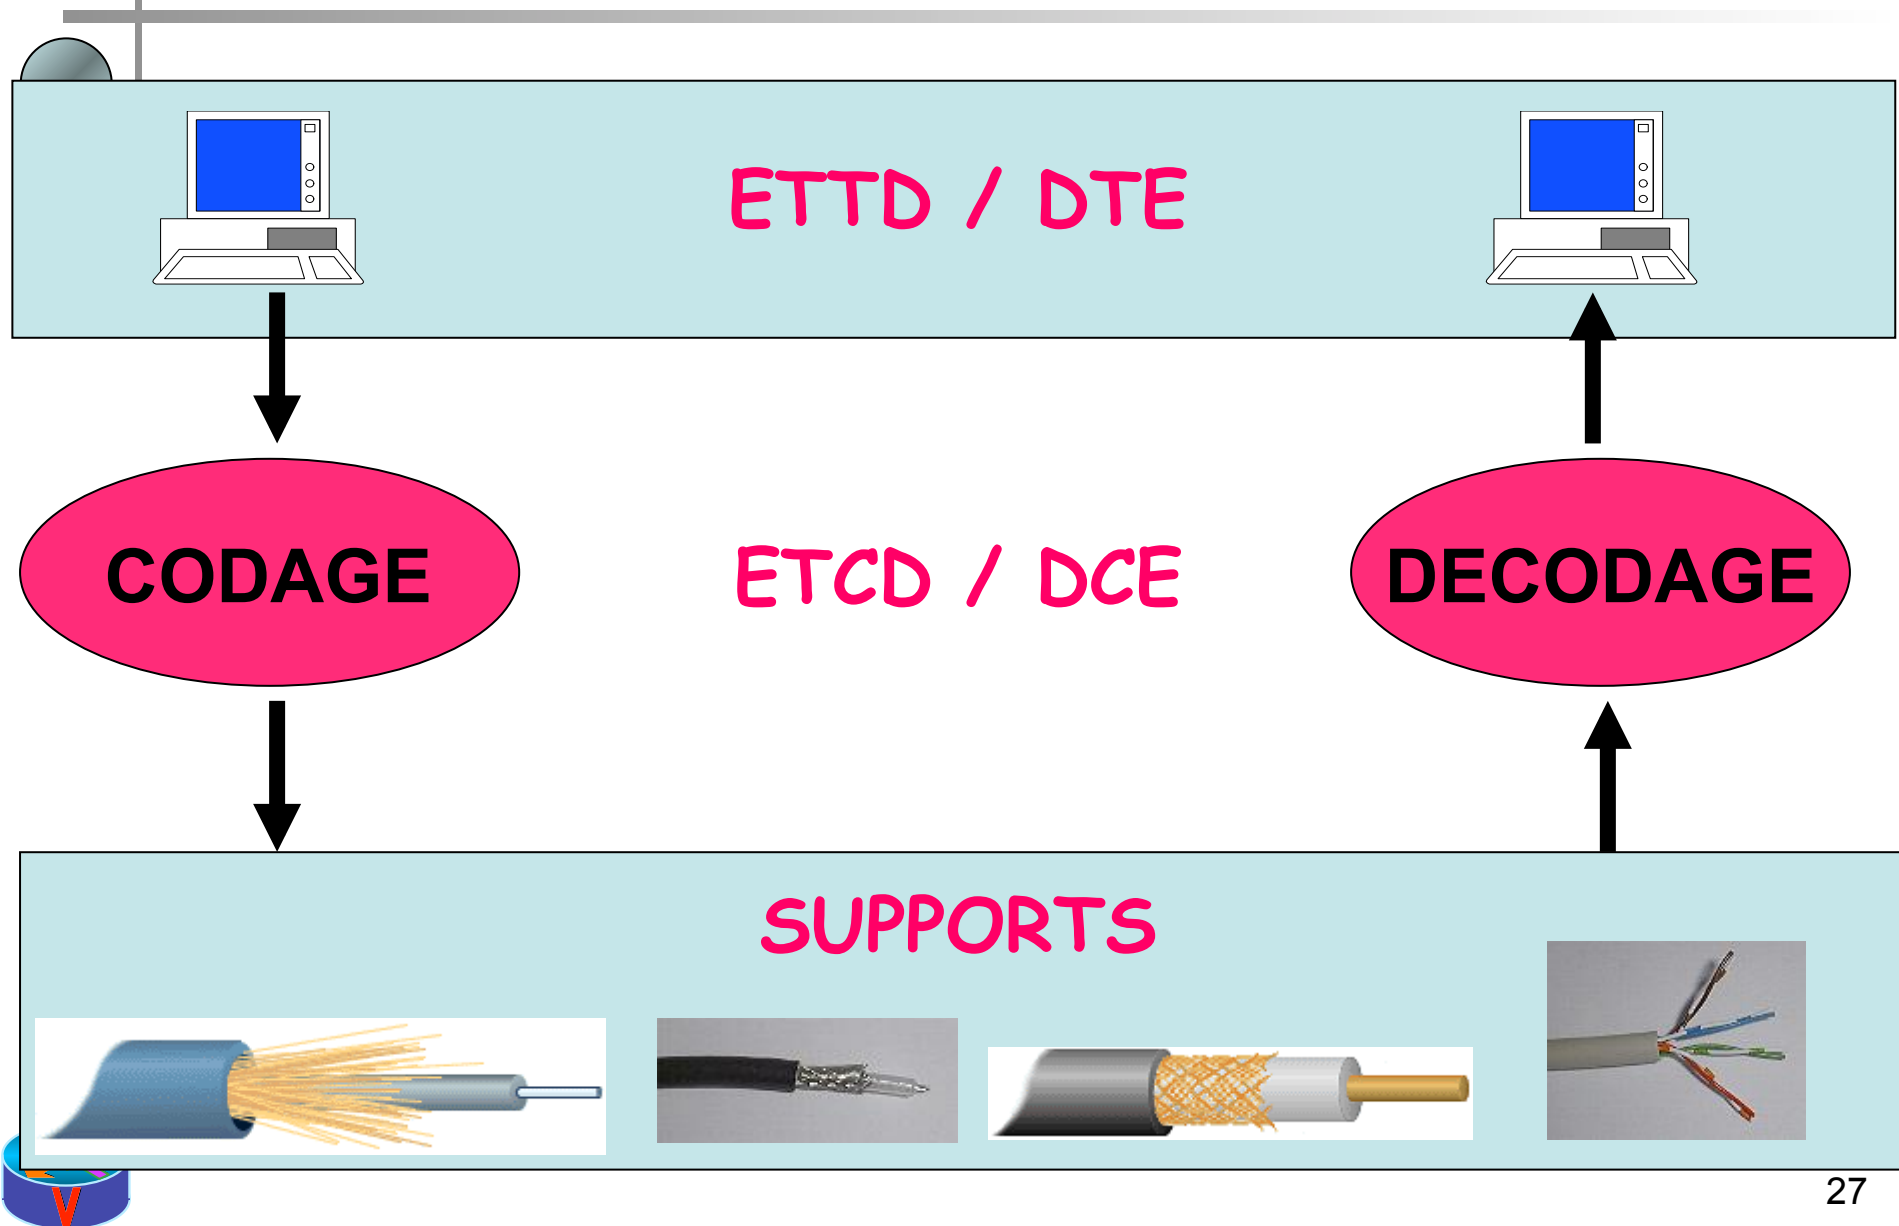 ETTD / DTE
CODAGE
ETCD / DCE
DECODAGE
SUPPORTS
V
27